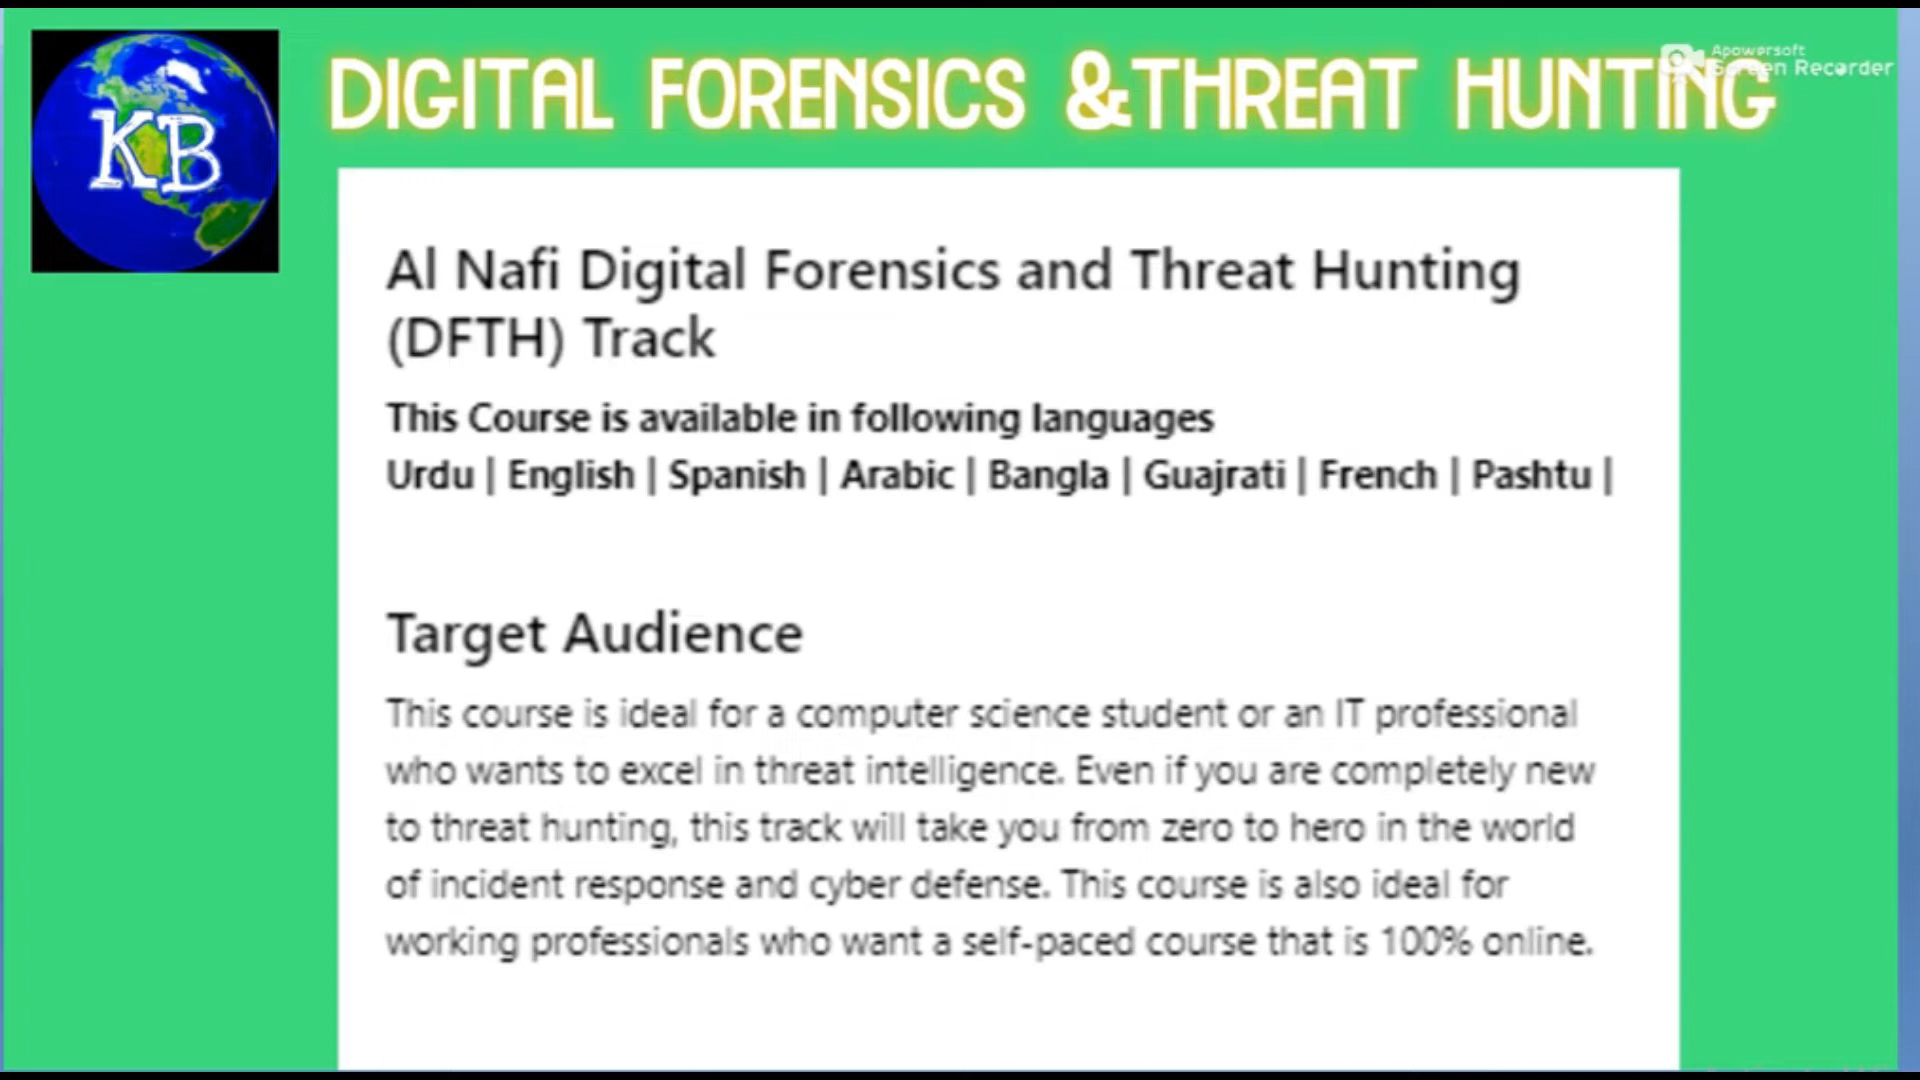 KB
DIGITAL FORENSICS &THREAT HUNTING
Apowersoft
Screen Recorder
Al Nafi Digital Forensics and Threat Hunting
(DFTH) Track
This Course is available in following languages
Urdu | English | Spanish | Arabic | Bangla | Guajrati | French | Pashtu |
Target Audience
This course is ideal for a computer science student or an IT professional
who wants to excel in threat intelligence. Even if you are completely new
to threat hunting, this track will take you from zero to hero in the world
of incident response and cyber defense. This course is also ideal for
working professionals who want a self-paced course that is 100% online.